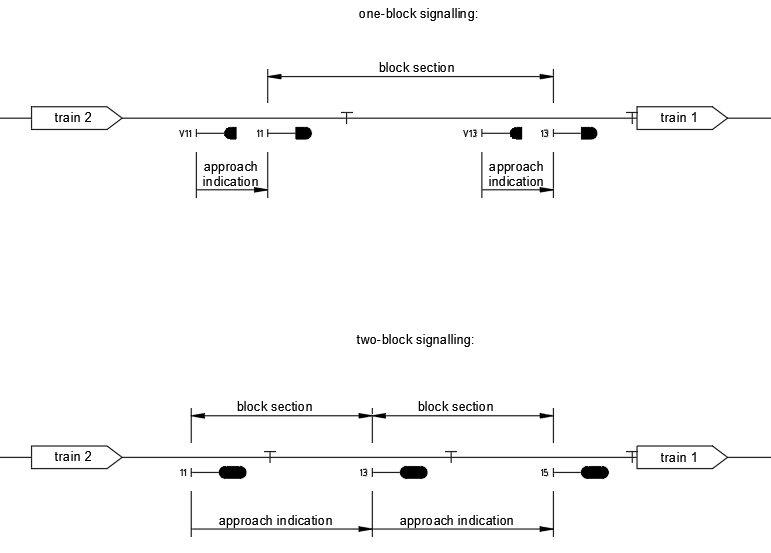 one-block signalling:
block section
train 2
train 1
V11
11
V13
13
approach
indication
approach
indication
two-block signalling:
block section
block section
train 2
train 1
11
13
15
approach indication
approach indication